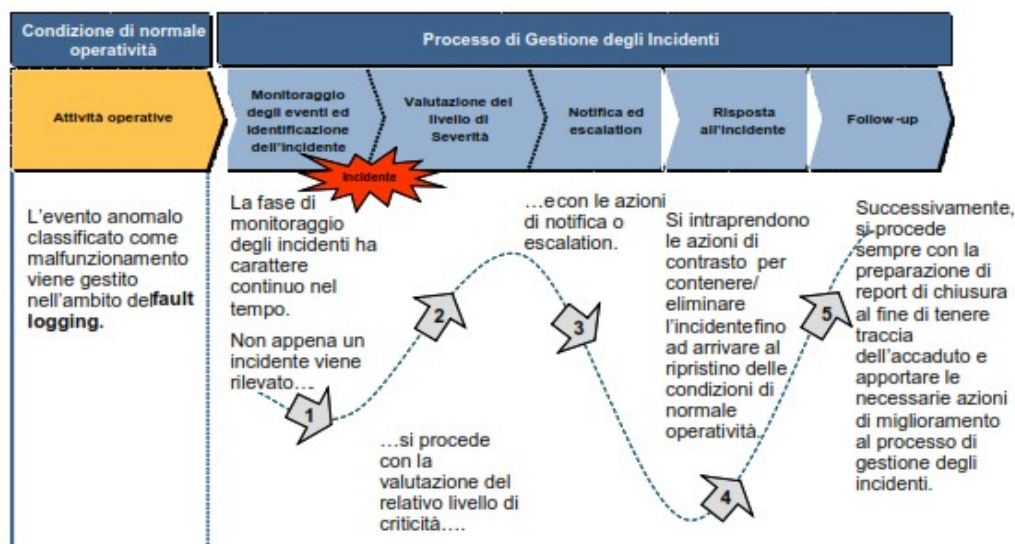 Condizione di normale
operatività
Processo di Gestione degli Incidenti
Attività operative
Monitoraggio
degli eventi ed
identificazione
dell'incidente
Valutazione del
livello di
Severità
Notifica ed
escalation
Risposta
all'incidente
Follow-up
Incidente
L'evento anomalo
classificato come
malfunzionamento
viene gestito
nell'ambito del fault
logging.
La fase di
monitoraggio
degli incidenti ha
carattere
continuo nel
tempo.
Non appena un
incidente viene
rilevato….
1
…si procede
con la
valutazione del
relativo livello di
criticità….
2
…e con le azioni
di notifica o
escalation.
3
Si intraprendono
le azioni di
contrasto per
contenere/
eliminare
l'incidente fino
ad arrivare al
ripristino delle
condizioni di
normale
operatività.
4
Successivamente,
si procede
sempre con la
preparazione di
report di chiusura
al fine di tenere
traccia
dell'accaduto e
apportare le
necessarie azioni
di miglioramento
al processo di
gestione degli
incidenti.
5